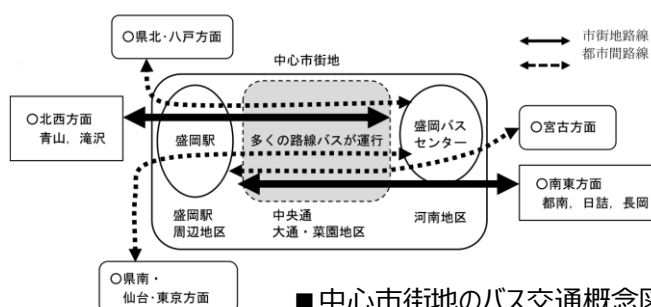 ○県北・八戸方面
中心市街地
市街地路線
都市間路線
○北西方面
青山，滝沢
盛岡駅
多くの路線バスが運行
盛岡バス
センター
○宮古方面
○南東方面
都南，日詰，長岡
盛岡駅
周辺地区
中央通
大通・菜園地区
河南地区
○県南・
仙台・東京方面
■中心市街地のバス交通概念図